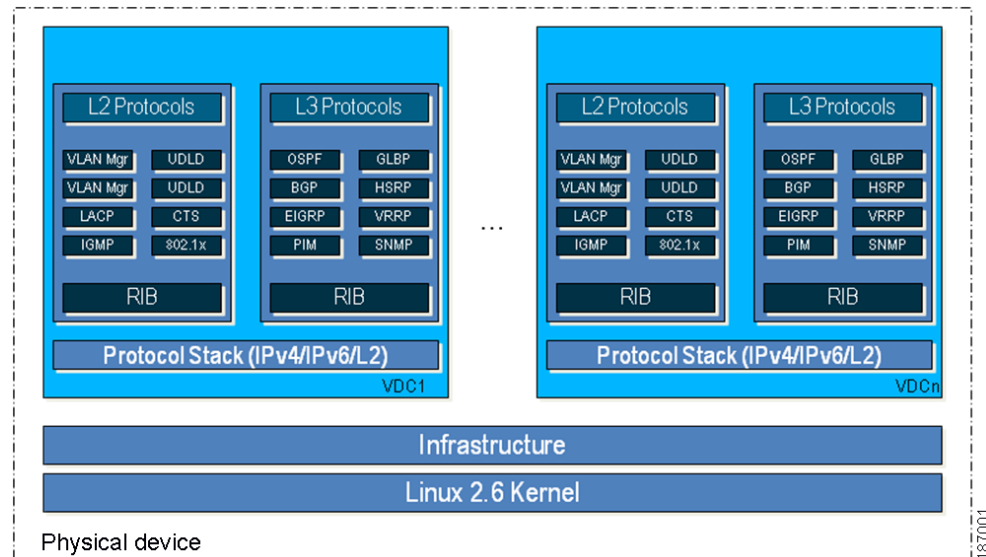 L2 Protocols
VLAN Mgr UDLD
VLAN Mgr UDLD
LACP CTS
IGMP 802.1x
RIB
L3 Protocols
OSPF GLBP
BGP HSRP
EIGRP VRRP
PIM SNMP
RIB
Protocol Stack (IPv4/IPv6/L2)
VDC1
...
L2 Protocols
VLAN Mgr UDLD
VLAN Mgr UDLD
LACP CTS
IGMP 802.1x
RIB
L3 Protocols
OSPF GLBP
BGP HSRP
EIGRP VRRP
PIM SNMP
RIB
Protocol Stack (IPv4/IPv6/L2)
VDCn
Infrastructure
Linux 2.6 Kernel
Physical device
187001